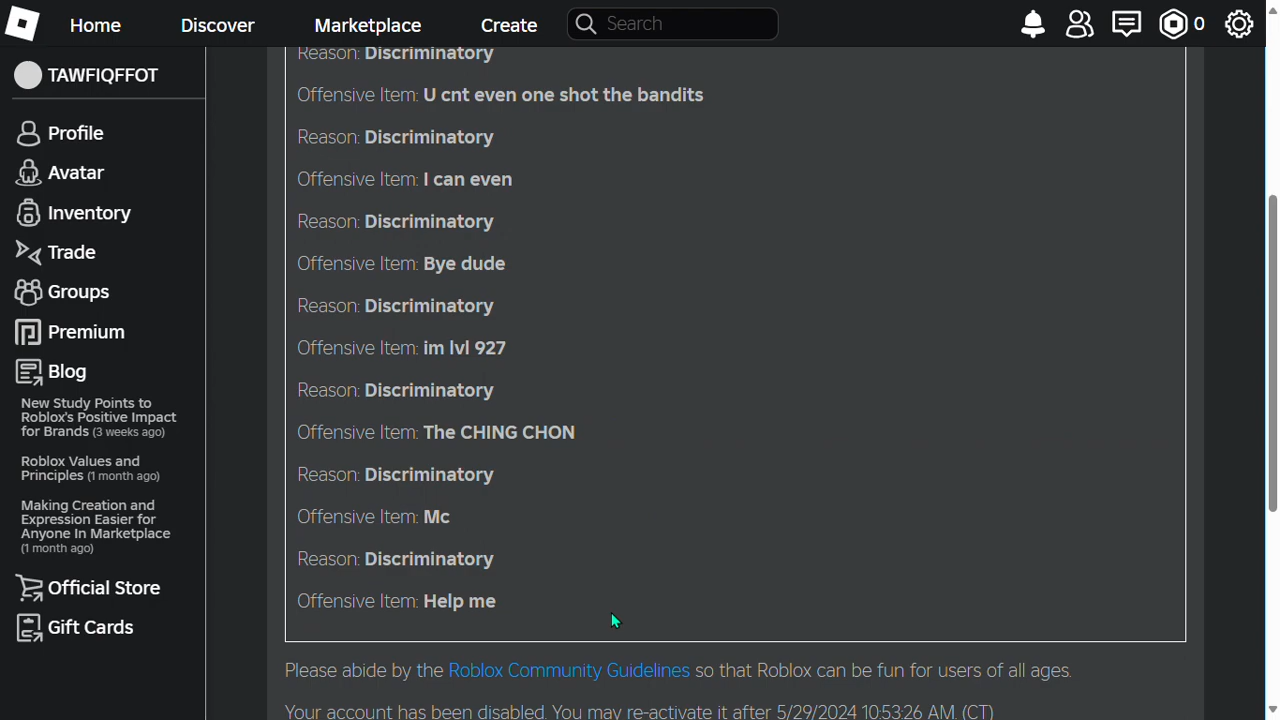 Home Discover Marketplace Create Search 0
TAWFIQFFOT
Profile
Avatar
Inventory
Trade
Groups
Premium
Blog
New Study Points to
Roblox's Positive Impact
for Brands (3 weeks ago)
Roblox Values and
Principles (1 month ago)
Making Creation and
Expression Easier for
Anyone In Marketplace
(1 month ago)
Official Store
Gift Cards
Reason: Discriminatory
Offensive Item: U cnt even one shot the bandits
Reason: Discriminatory
Offensive Item: I can even
Reason: Discriminatory
Offensive Item: Bye dude
Reason: Discriminatory
Offensive Item: im lvl 927
Reason: Discriminatory
Offensive Item: The CHING CHON
Reason: Discriminatory
Offensive Item: Mc
Reason: Discriminatory
Offensive Item: Help me
Please abide by the Roblox Community Guidelines so that Roblox can be fun for users of all ages.
Your account has been disabled. You may re-activate it after 5/29/2024 10:53:26 AM. (CT)